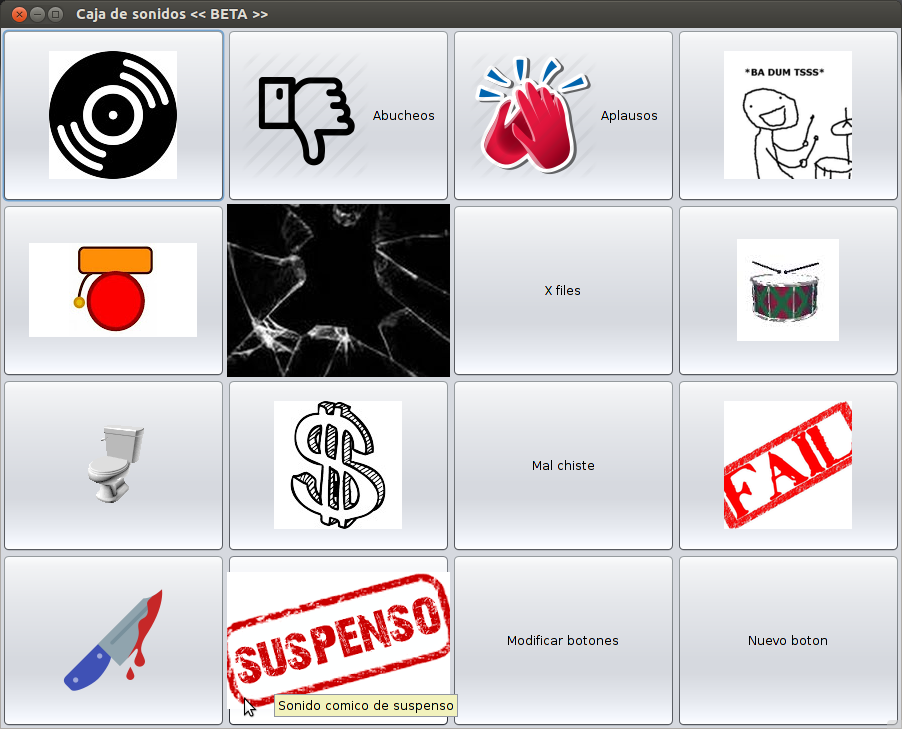 Caja de sonidos << BETA >>
Abucheos
Aplausos
*BA DUM TSSS*
X files
Mal chiste
FAIL
SUSPENSO
Modificar botones
Nuevo boton
Sonido comico de suspenso